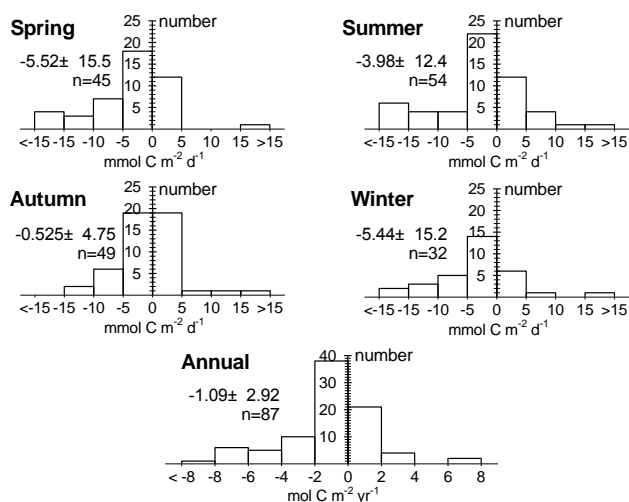 Spring
number
25
20
15
10
5
-5.52± 15.5
n=45
<-15 -15 -10 -5 0 5 10 15 >15
mmol C m-2 d-1
Summer
number
25
20
15
10
5
-3.98± 12.4
n=54
<-15 -15 -10 -5 0 5 10 15 >15
mmol C m-2 d-1
Autumn
number
25
20
15
10
5
-0.525± 4.75
n=49
<-15 -15 -10 -5 0 5 10 15 >15
mmol C m-2 d-1
Winter
number
25
20
15
10
5
-5.44± 15.2
n=32
<-15 -15 -10 -5 0 5 10 15 >15
mmol C m-2 d-1
Annual
number
40
30
20
10
-1.09± 2.92
n=87
< -8 -8 -6 -4 -2 0 2 4 6 8
mol C m-2 yr-1